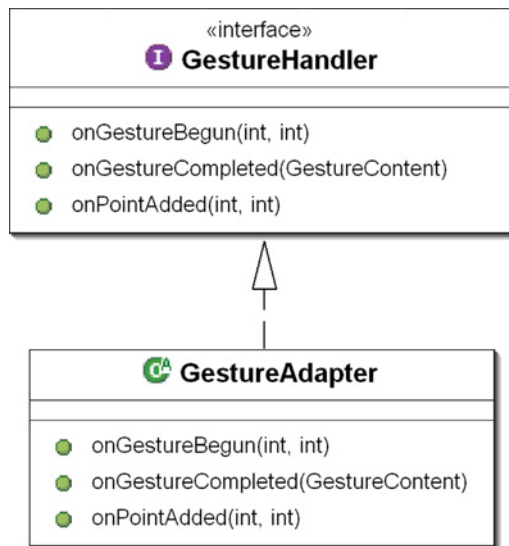 «interface»
I GestureHandler
onGestureBegun(int, int)
onGestureCompleted(GestureContent)
onPointAdded(int, int)
C A GestureAdapter
onGestureBegun(int, int)
onGestureCompleted(GestureContent)
onPointAdded(int, int)